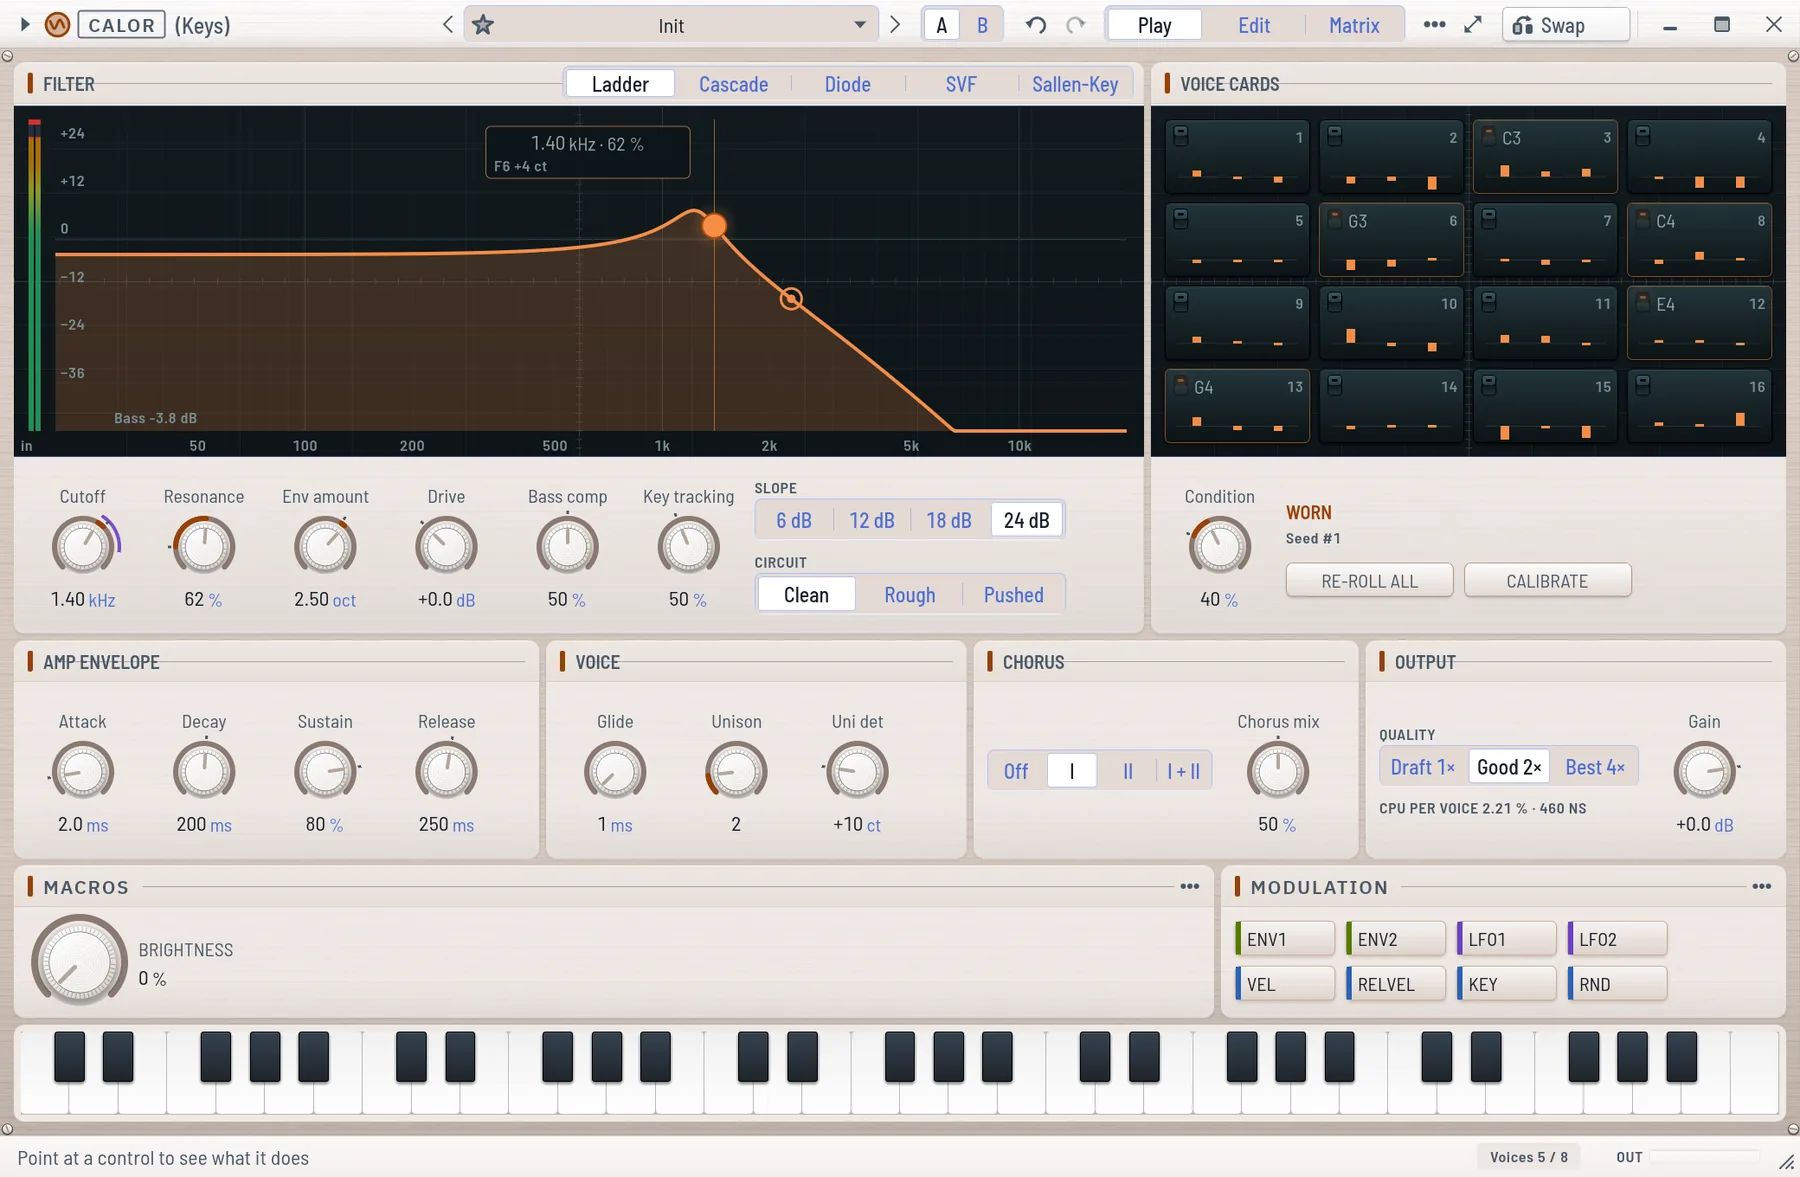 CALOR (Keys)
Init
A B
Play Edit Matrix
Swap
FILTER
Ladder Cascade Diode SVF Sallen-Key
VOICE CARDS
+24
+12
0
−12
−24
−36
1.40 kHz · 62 %
F6 +4 ct
Bass -3.8 dB
in 50 100 200 500 1k 2k 5k 10k
1 2 C3 3 4
5 G3 6 7 C4 8
9 10 11 E4 12
G4 13 14 15 16
Cutoff Resonance Env amount Drive Bass comp Key tracking
1.40 kHz 62 % 2.50 oct +0.0 dB 50 % 50 %
SLOPE
6 dB 12 dB 18 dB 24 dB
CIRCUIT
Clean Rough Pushed
Condition
40 %
WORN
Seed #1
RE-ROLL ALL CALIBRATE
AMP ENVELOPE
Attack Decay Sustain Release
2.0 ms 200 ms 80 % 250 ms
VOICE
Glide Unison Uni det
1 ms 2 +10 ct
CHORUS
Off I II I + II
Chorus mix
50 %
OUTPUT
QUALITY
Draft 1× Good 2× Best 4×
CPU PER VOICE 2.21 % · 460 NS
Gain
+0.0 dB
MACROS
BRIGHTNESS
0 %
MODULATION
ENV1 ENV2 LFO1 LFO2
VEL RELVEL KEY RND
Point at a control to see what it does
Voices 5 / 8
OUT